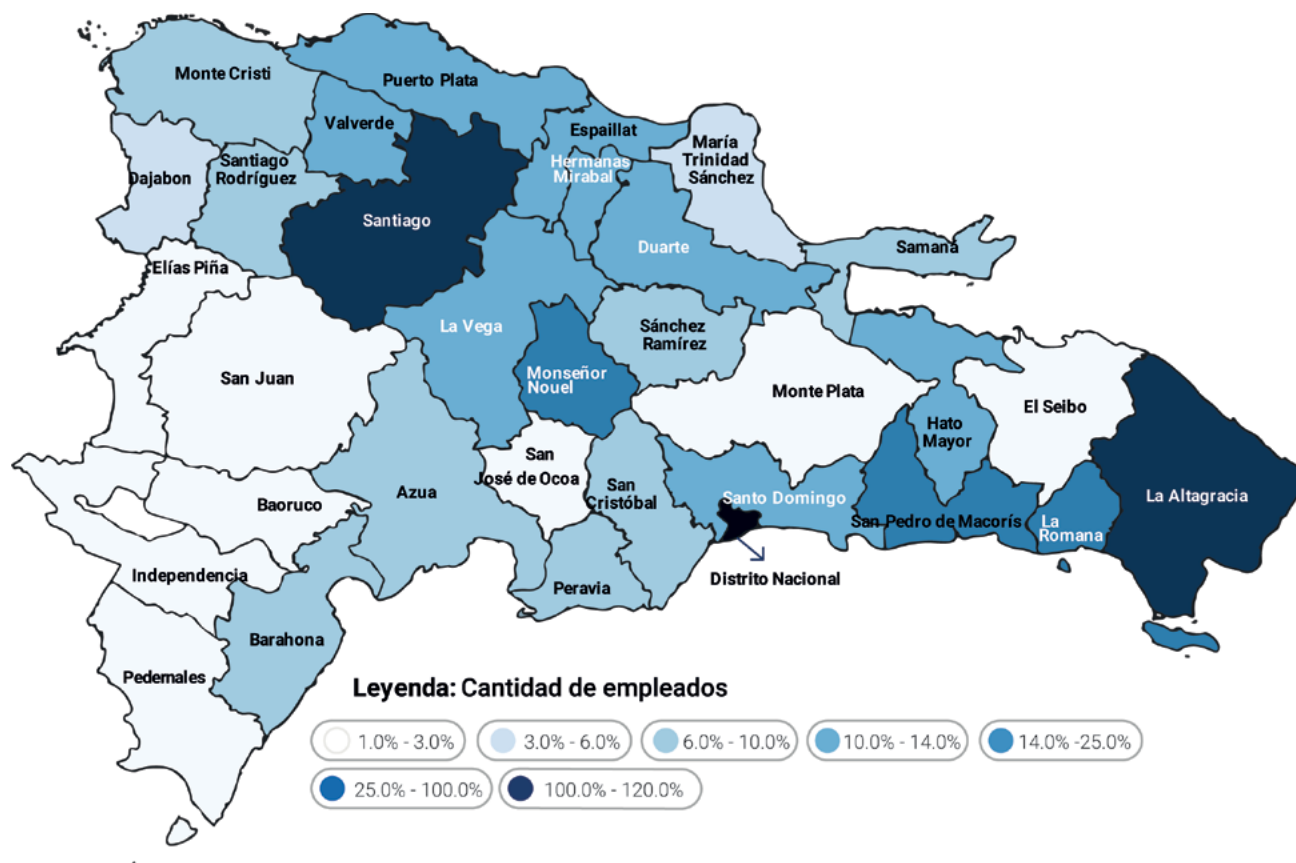 Monte Cristi
Puerto Plata
Valverde
Espaillat
María
Trinidad
Sánchez
Hermanas
Mirabal
Dajabon
Santiago
Rodríguez
Santiago
Duarte
Samaná
Elías Piña
La Vega
Sánchez
Ramírez
San Juan
Monseñor
Nouel
Monte Plata
El Seibo
Hato
Mayor
San
José de Ocoa
Azua
San
Cristóbal
Santo Domingo
La Altagracia
Baoruco
San Pedro de Macorís
La
Romana
Independencia
Peravia
Distrito Nacional
Barahona
Pedernales
Leyenda: Cantidad de empleados
1.0% - 3.0%
3.0% - 6.0%
6.0% - 10.0%
10.0% - 14.0%
14.0% -25.0%
25.0% - 100.0%
100.0% - 120.0%